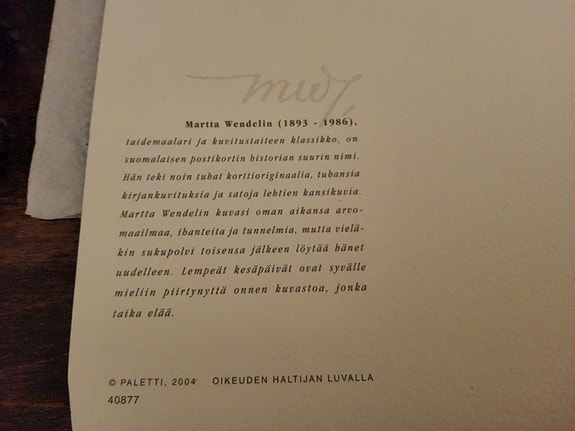 Martta Wendelin (1893 - 1986),
taidemaalari ja kuvitustaiteen klassikko, on
suomalaisen postikortin historian suurin nimi.
Hän teki noin tuhat korttioriginaalia, tuhansia
kirjankuvituksia ja satoja lehtien kansikuvia.
Martta Wendelin kuvasi oman aikansa arvo-
maailmaa, ihanteita ja tunnelmia, mutta vielä-
kin sukupolvi toisensa jälkeen löytää hänet
uudelleen. Lempeät kesäpäivät ovat syvälle
mieliin piirtynyttä onnen kuvastoa, jonka
taika elää.
© PALETTI, 2004 OIKEUDEN HALTIJAN LUVALLA
40877